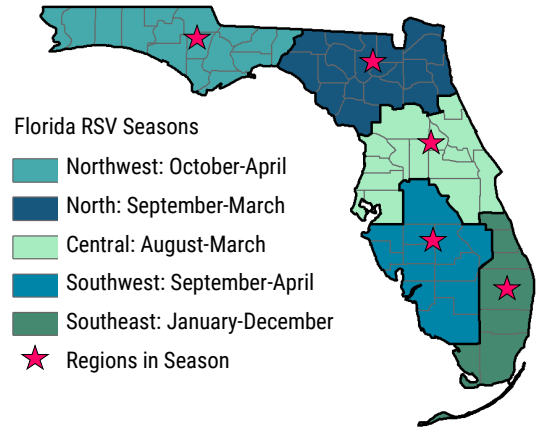 Florida RSV Seasons
Northwest: October-April
North: September-March
Central: August-March
Southwest: September-April
Southeast: January-December
Regions in Season